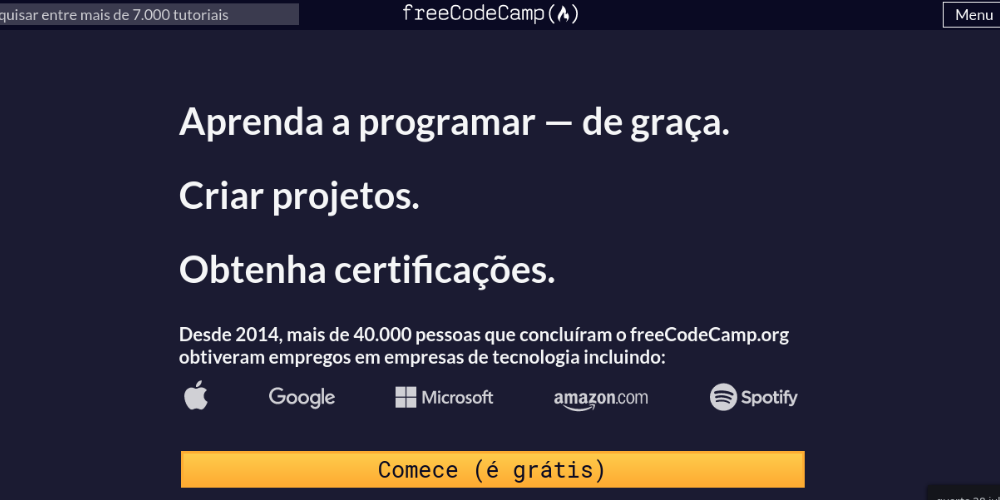 quisar entre mais de 7.000 tutoriais
freeCodeCamp(
)
Menu
Aprenda a programar — de graça.
Criar projetos.
Obtenha certificações.
Desde 2014, mais de 40.000 pessoas que concluíram o freeCodeCamp.org
obtiveram empregos em empresas de tecnologia incluindo:
Google
Microsoft
amazon.com
Spotify
Comece (é grátis)